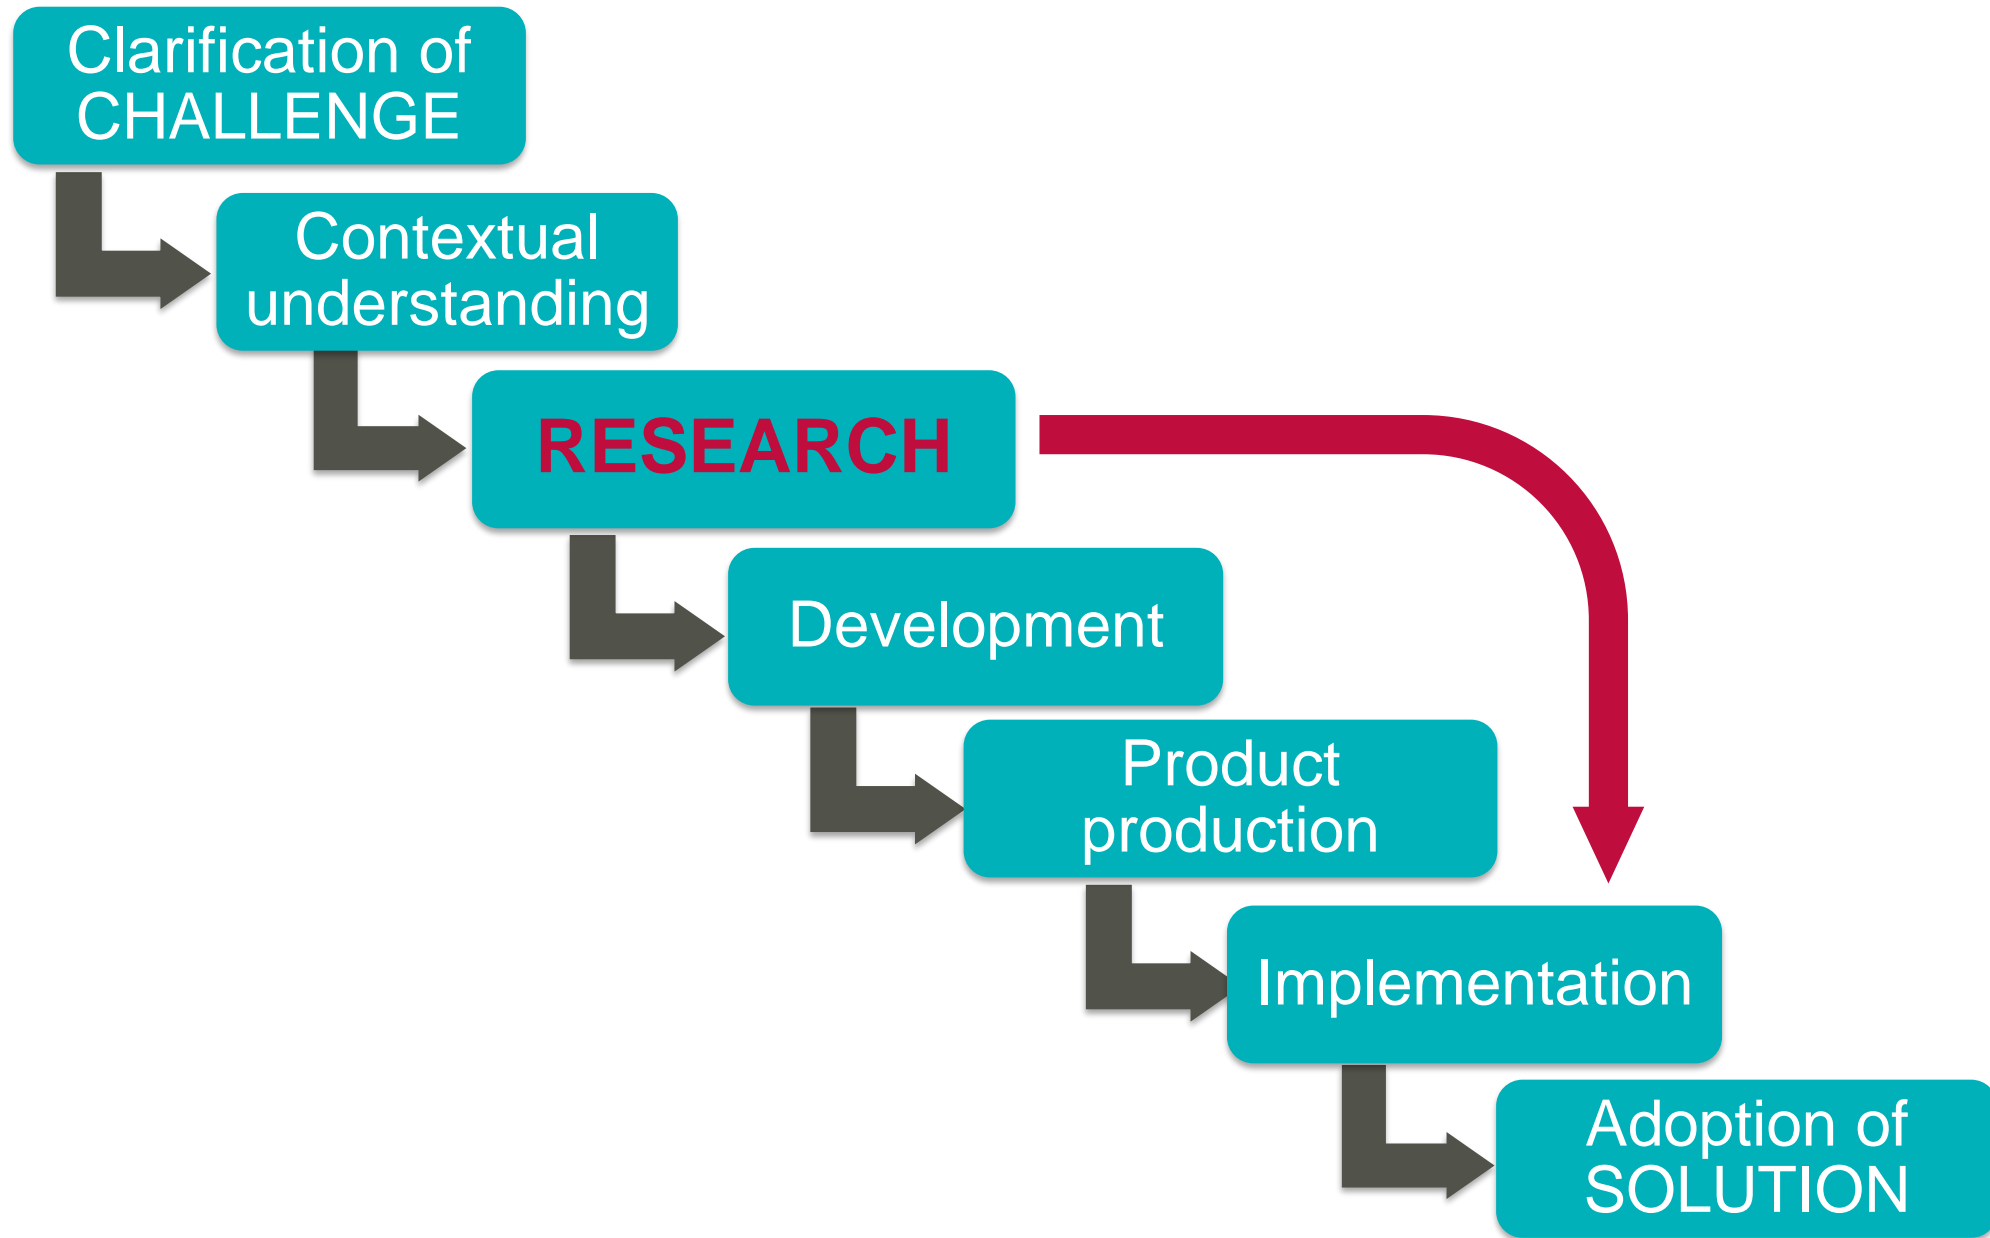 Clarification of
CHALLENGE
Contextual
understanding
RESEARCH
Development
Product
production
Implementation
Adoption of
SOLUTION